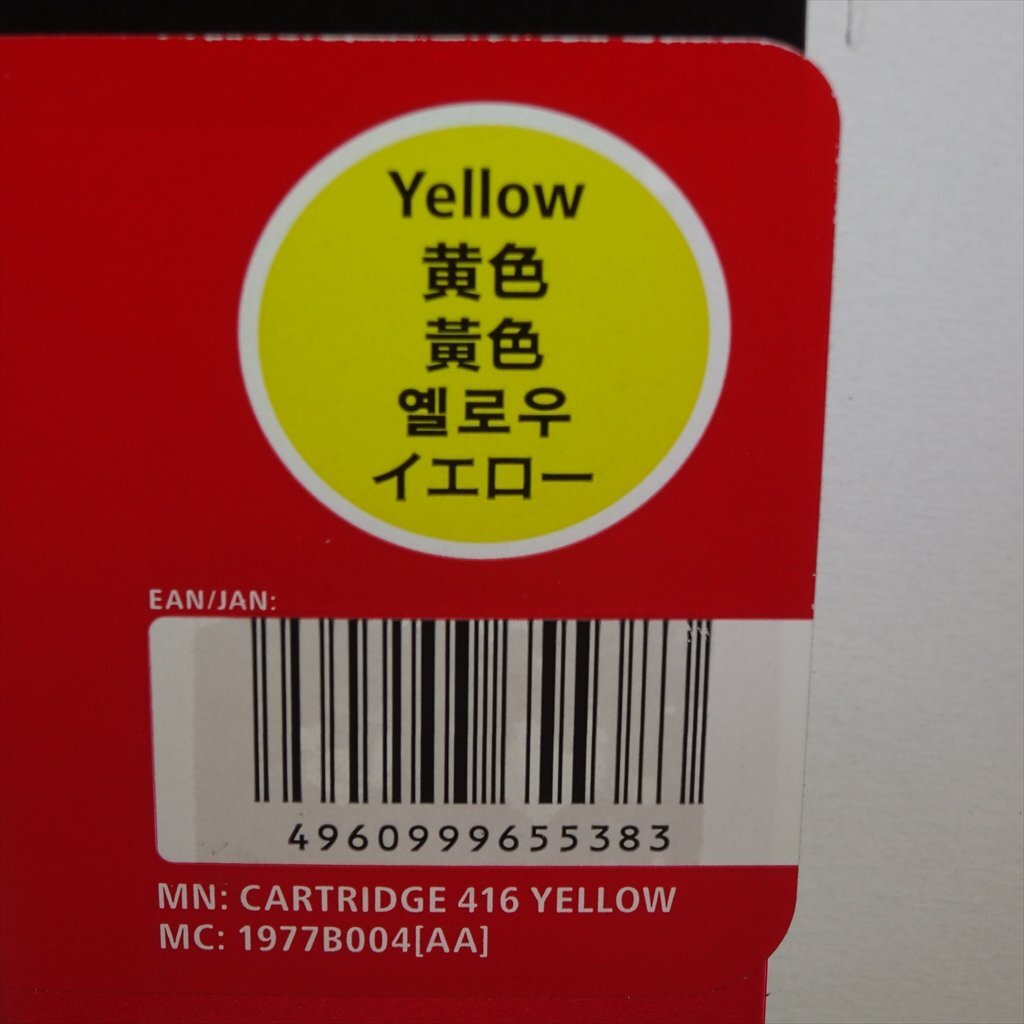 Yellow
黄色
黃色
옐로우
イエロー
EAN/JAN:
4960999655383
MN: CARTRIDGE 416 YELLOW
MC: 1977B004[AA]